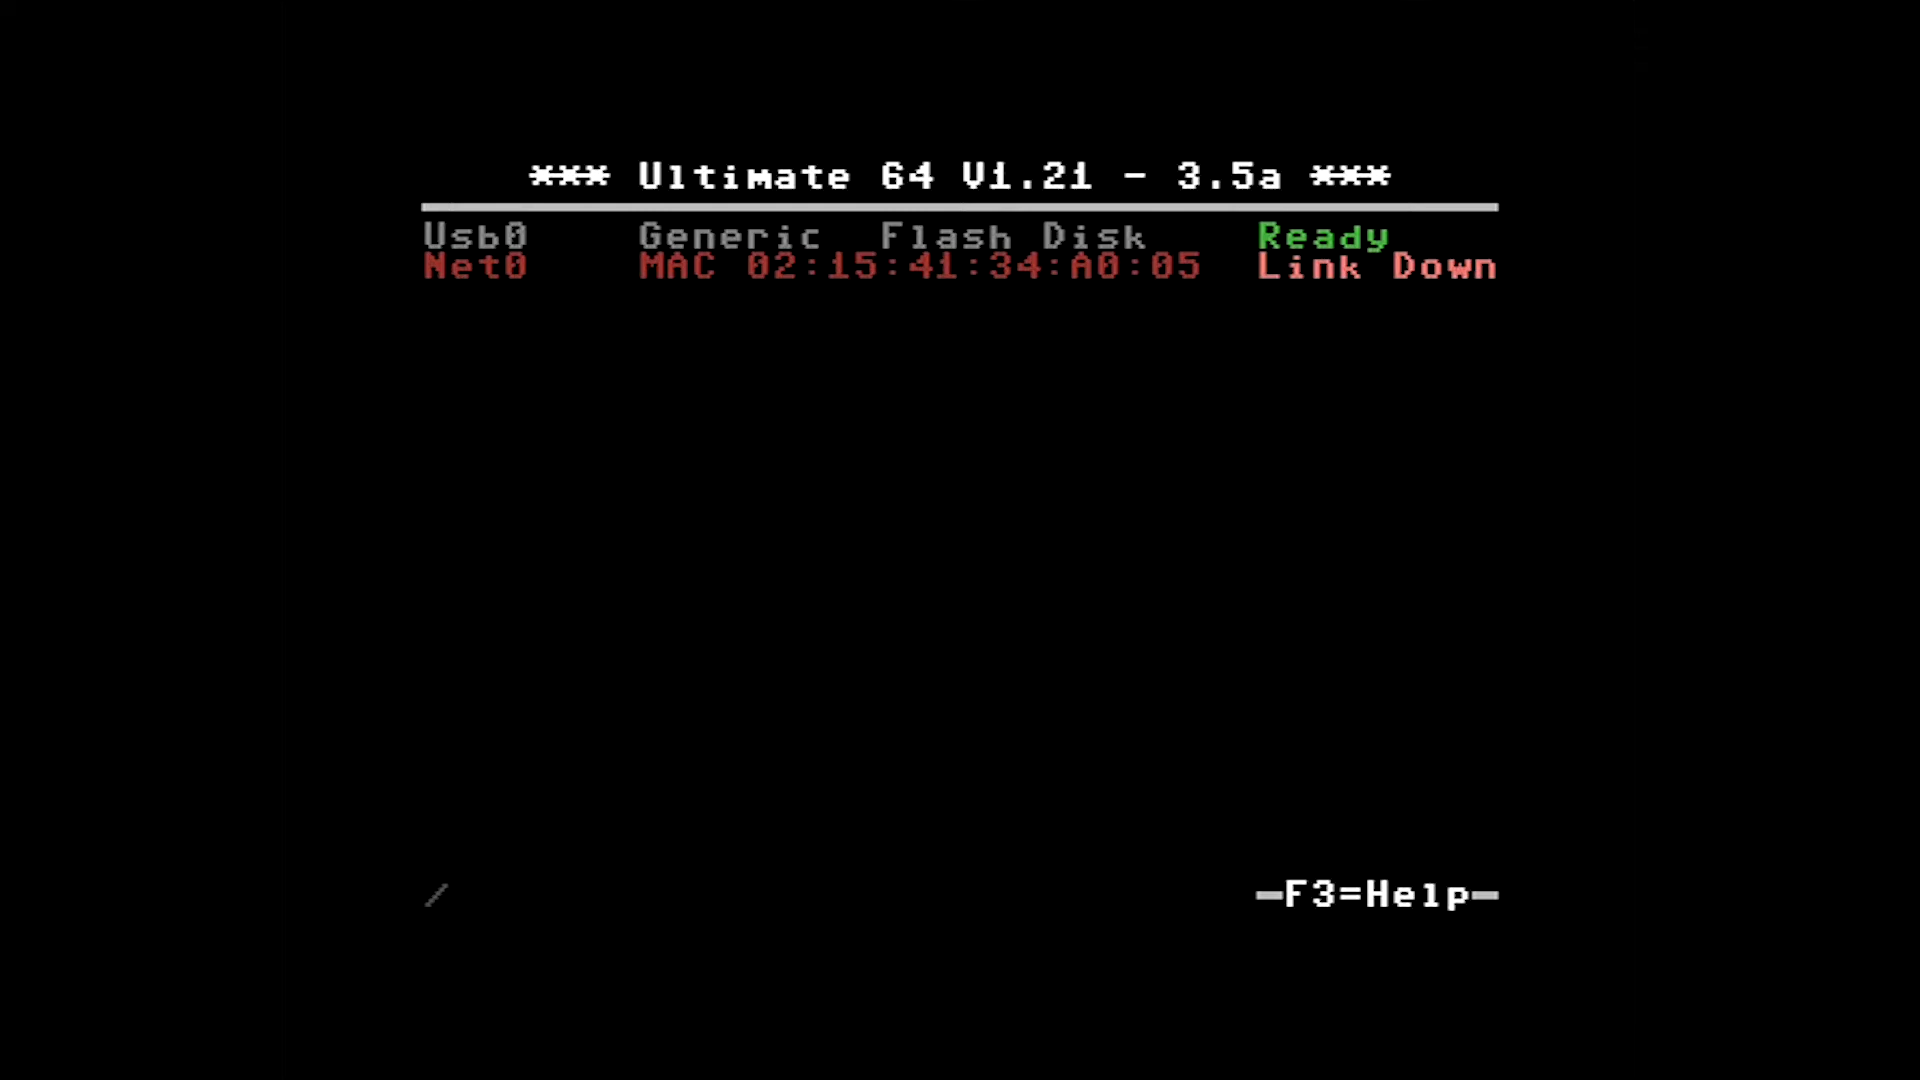 *** Ultimate 64 V1.21 - 3.5a ***
Usb0 Generic Flash Disk Ready
Net0 MAC 02:15:41:34:A0:05 Link Down
/ -F3=Help-